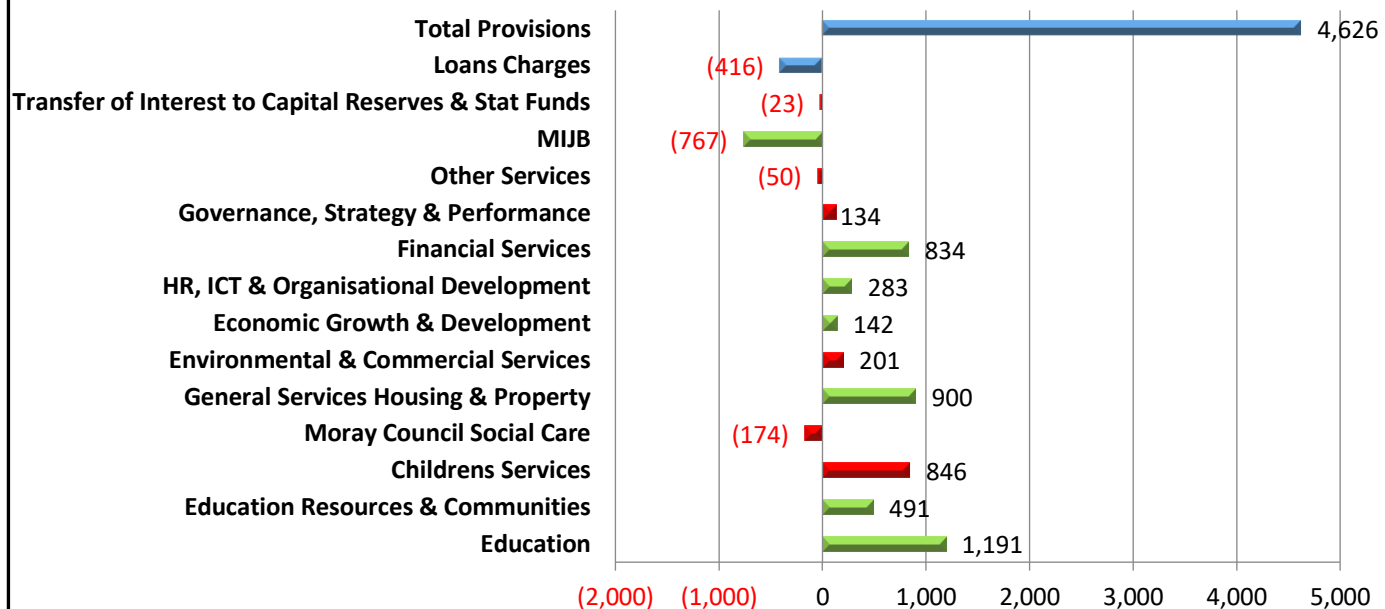 Total Provisions 4,626
Loans Charges (416)
Transfer of Interest to Capital Reserves & Stat Funds (23)
MIJB (767)
Other Services (50)
Governance, Strategy & Performance 134
Financial Services 834
HR, ICT & Organisational Development 283
Economic Growth & Development 142
Environmental & Commercial Services 201
General Services Housing & Property 900
Moray Council Social Care (174)
Childrens Services 846
Education Resources & Communities 491
Education 1,191
(2,000) (1,000) 0 1,000 2,000 3,000 4,000 5,000